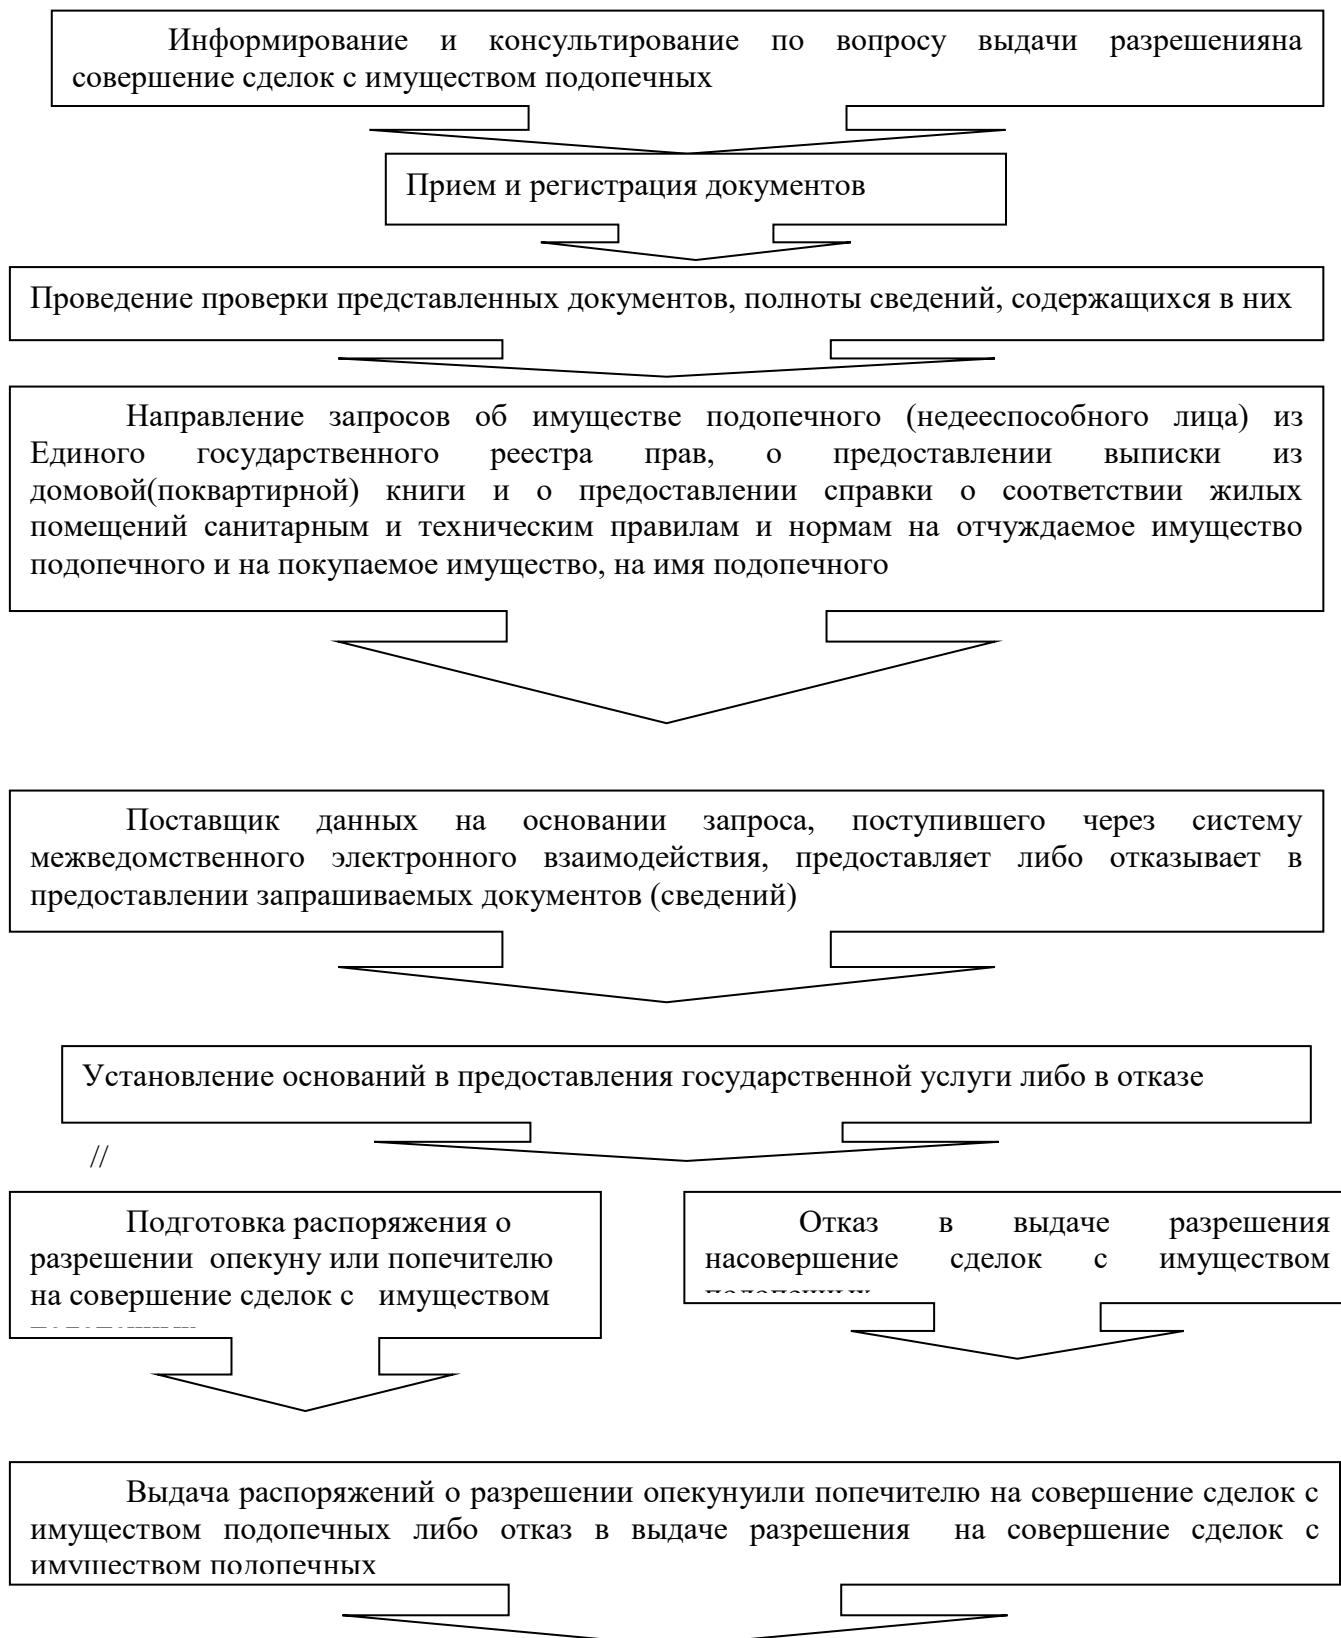 Информирование и консультирование по вопросу выдачи разрешенияна
совершение сделок с имуществом подопечных
Прием и регистрация документов
Проведение проверки представленных документов, полноты сведений, содержащихся в них
Направление запросов об имуществе подопечного (недееспособного лица) из
Единого государственного реестра прав, о предоставлении выписки из
домовой(поквартирной) книги и о предоставлении справки о соответствии жилых
помещений санитарным и техническим правилам и нормам на отчуждаемое имущество
подопечного и на покупаемое имущество, на имя подопечного
Поставщик данных на основании запроса, поступившего через систему
межведомственного электронного взаимодействия, предоставляет либо отказывает в
предоставлении запрашиваемых документов (сведений)
Установление оснований в предоставления государственной услуги либо в отказе
//
Подготовка распоряжения о
разрешении опекуну или попечителю
на совершение сделок с имуществом
Отказ в выдаче разрешения
насовершение сделок с имуществом
Выдача распоряжений о разрешении опекунуили попечителю на совершение сделок с
имуществом подопечных либо отказ в выдаче разрешения на совершение сделок с
имуществом подопечных